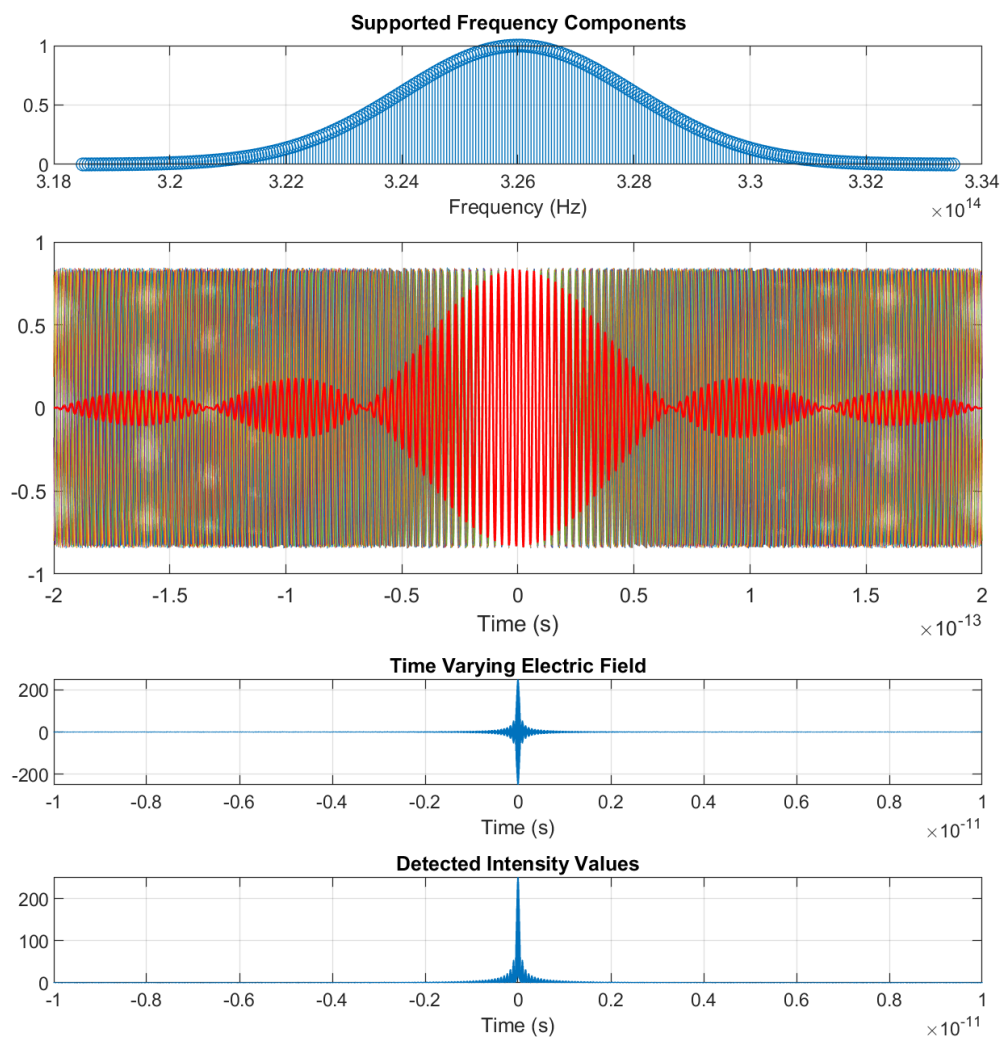 Supported Frequency Components
1
0.5
0
3.18 3.2 3.22 3.24 3.26 3.28 3.3 3.32 3.34
Frequency (Hz)
×10^14
1
0.5
0
-0.5
-1
-2 -1.5 -1 -0.5 0 0.5 1 1.5 2
Time (s)
×10^-13
Time Varying Electric Field
200
0
-200
-1 -0.8 -0.6 -0.4 -0.2 0 0.2 0.4 0.6 0.8 1
Time (s)
×10^-11
Detected Intensity Values
200
100
0
-1 -0.8 -0.6 -0.4 -0.2 0 0.2 0.4 0.6 0.8 1
Time (s)
×10^-11